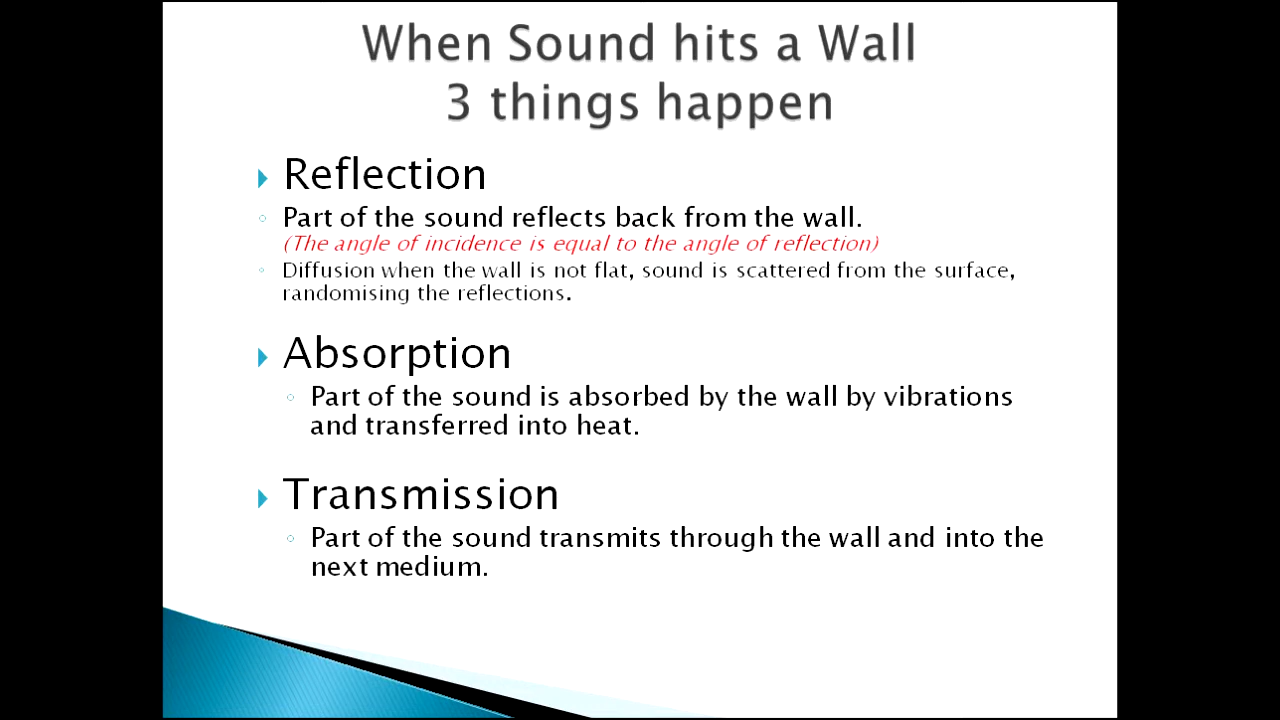 When Sound hits a Wall
3 things happen
Reflection
Part of the sound reflects back from the wall.
(The angle of incidence is equal to the angle of reflection)
Diffusion when the wall is not flat, sound is scattered from the surface,
randomising the reflections.
Absorption
Part of the sound is absorbed by the wall by vibrations
and transferred into heat.
Transmission
Part of the sound transmits through the wall and into the
next medium.